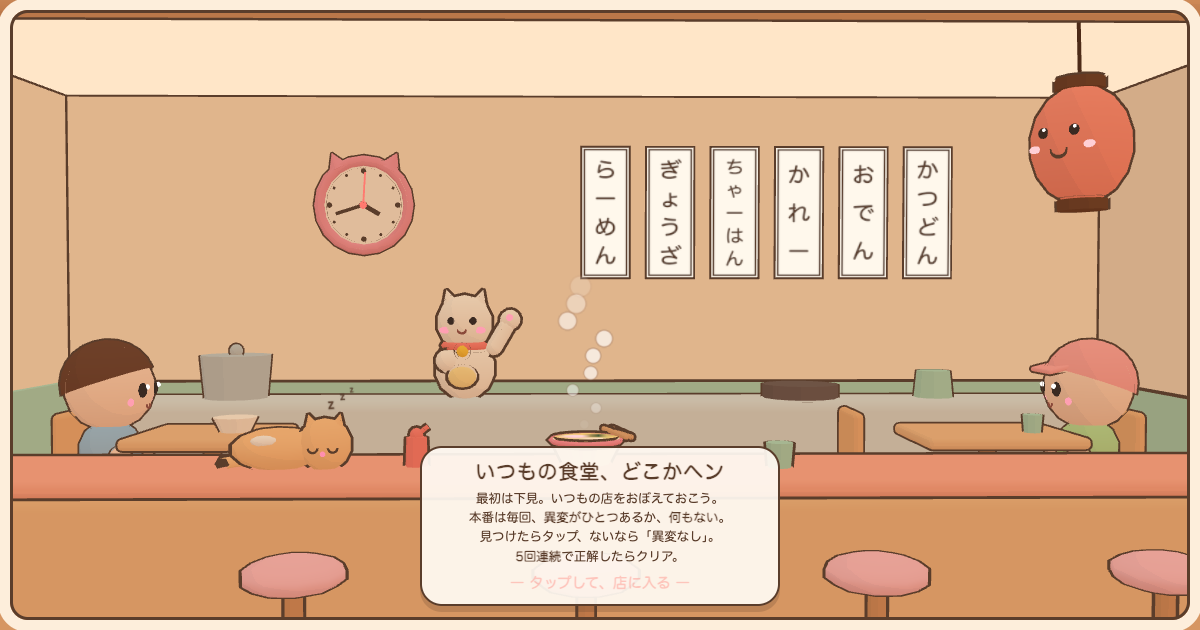 らーめん
ぎょうざ
ちゃーはん
かれー
おでん
かつどん
z z z
いつもの食堂、どこかヘン
最初は下見。いつもの店をおぼえておこう。
本番は毎回、異変がひとつあるか、何もない。
見つけたらタップ、ないなら「異変なし」。
5回連続で正解したらクリア。
— タップして、店に入る —